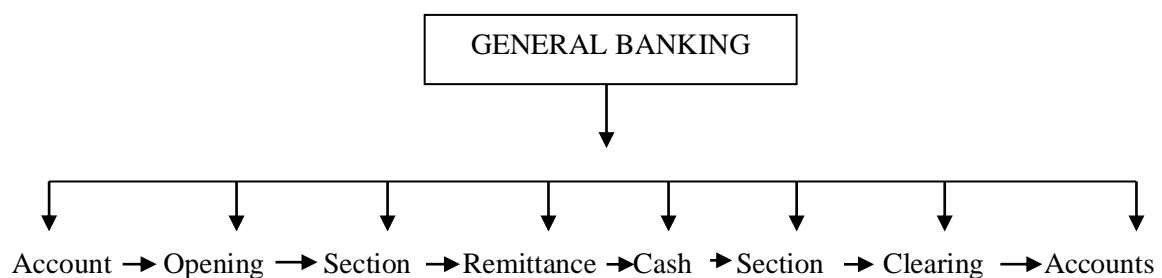 GENERAL BANKING
Account Opening Section Remittance Cash Section Clearing Accounts